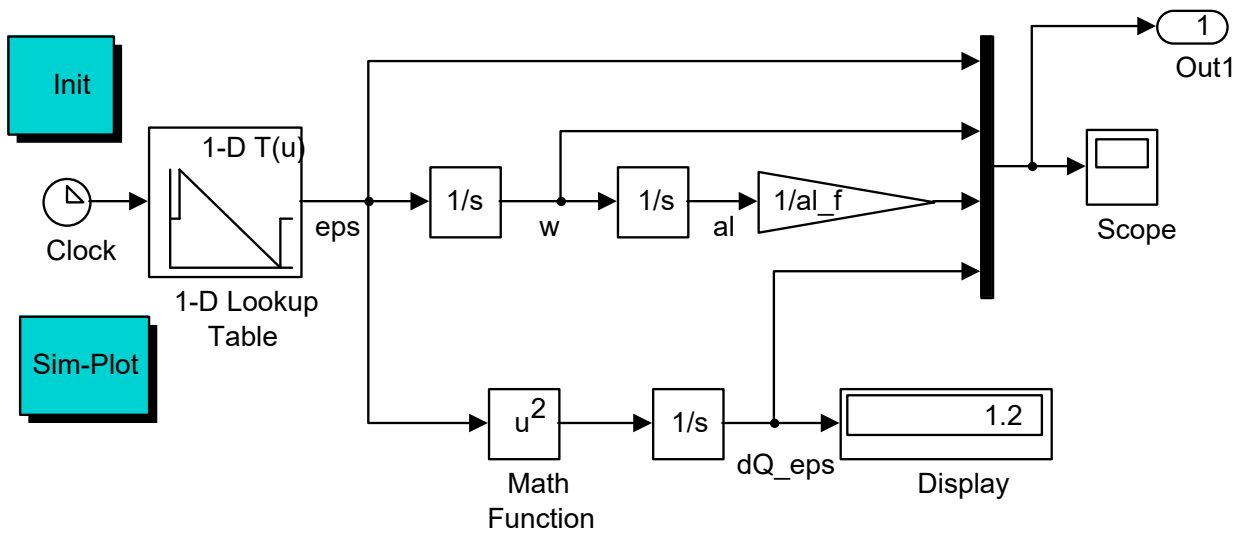 1
Out1
Init
1-D T(u)
Clock
eps
1/s
w
1/s
al
1/al_f
Scope
1-D Lookup
Table
Sim-Plot
u2
Math
Function
1/s
dQ_eps
1.2
Display